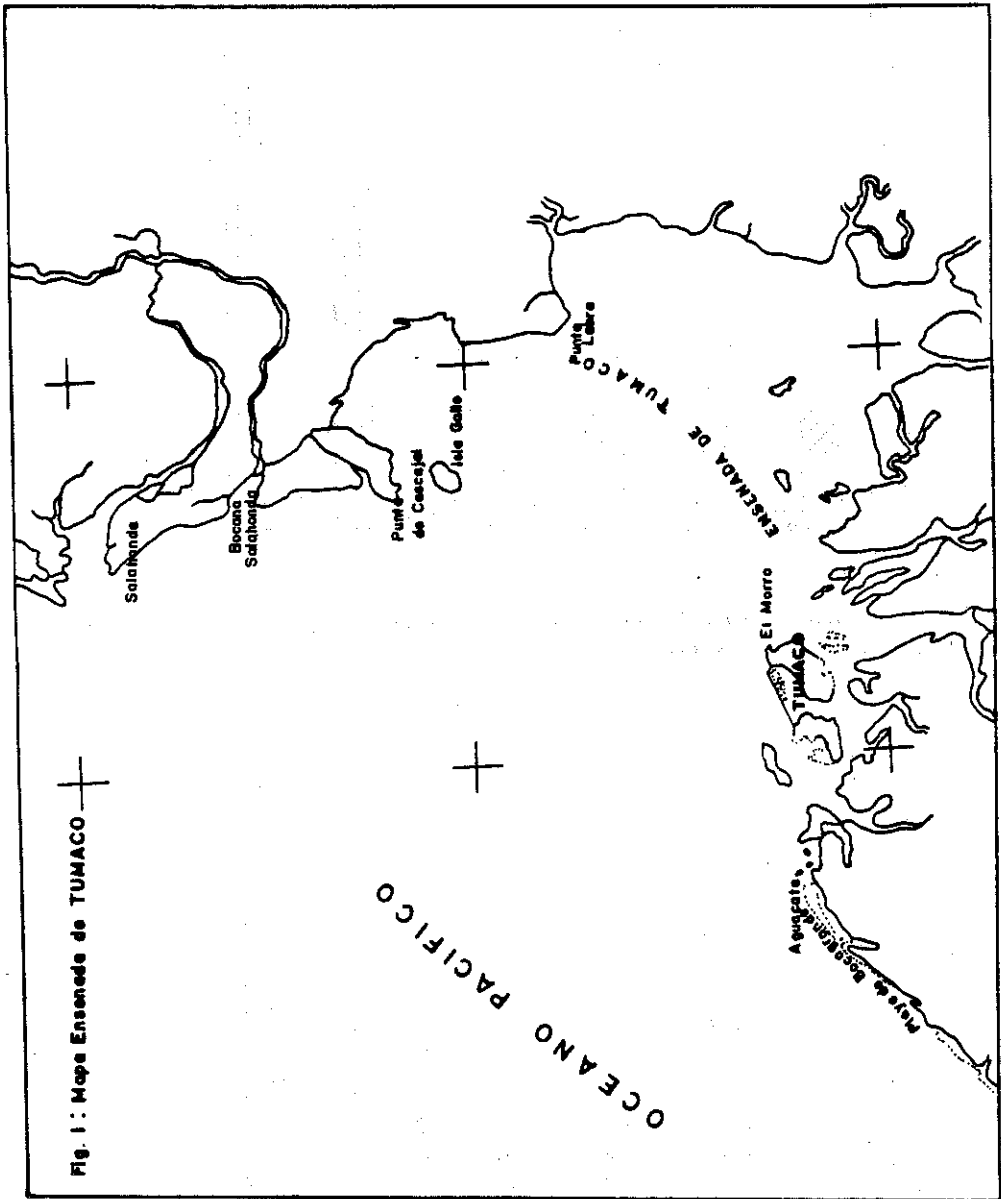 Fig. 1 : Mapa Ensenada de TUMACO
Salahonda
Bocana
Salahonda
Punta
de Cascajal
Isla Gallo
Punta
Laura
ENSENADA DE TUMACO
El Morro
TUMACO
Aguacate
Playa de Bocagrande
OCEANO PACIFICO